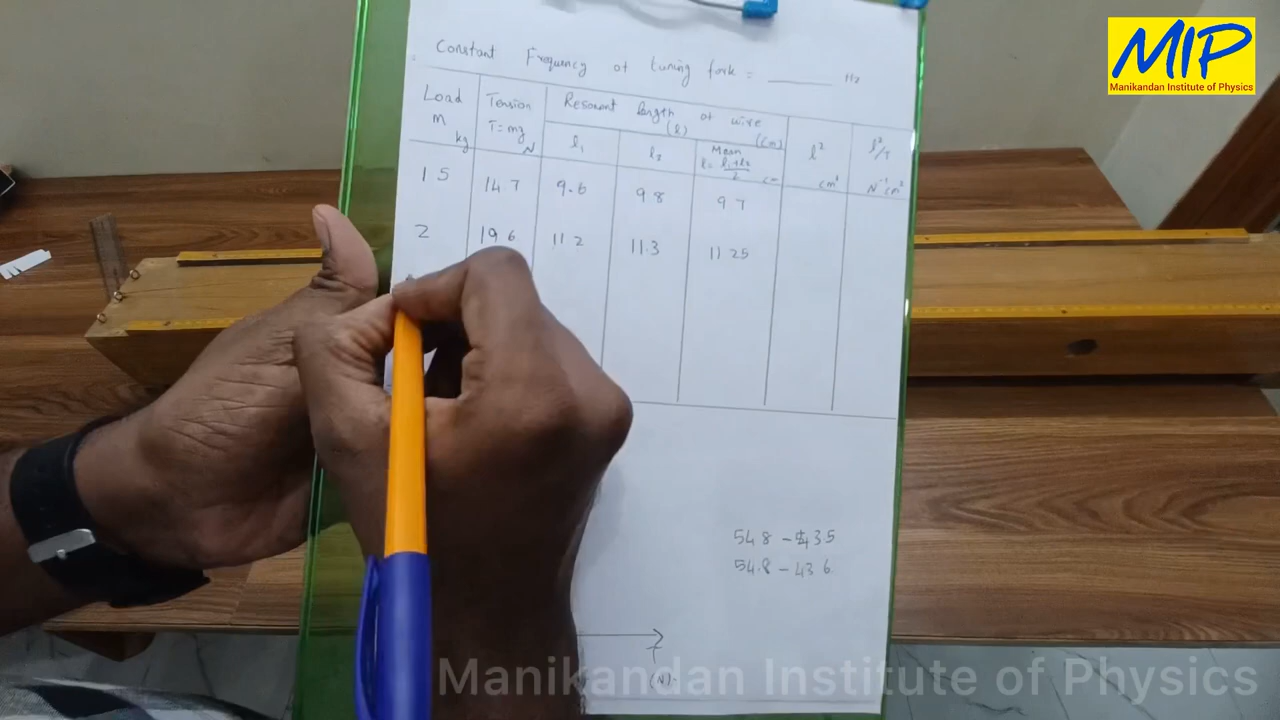 MIP
Manikandan Institute of Physics
Constant Frequency of tuning fork = ______ Hz
Load m kg
Tension T = mg N
Resonant length of wire (l) (cm)
l₁
l₂
Mean l = l₁+l₂/2 cm
l² cm²
l²/T N⁻¹ cm²
1.5 14.7 9.6 9.8 9.7
2 19.6 11.2 11.3 11.25
54.8 - 43.5
54.8 - 43.6
T
(N)
Manikandan Institute of Physics